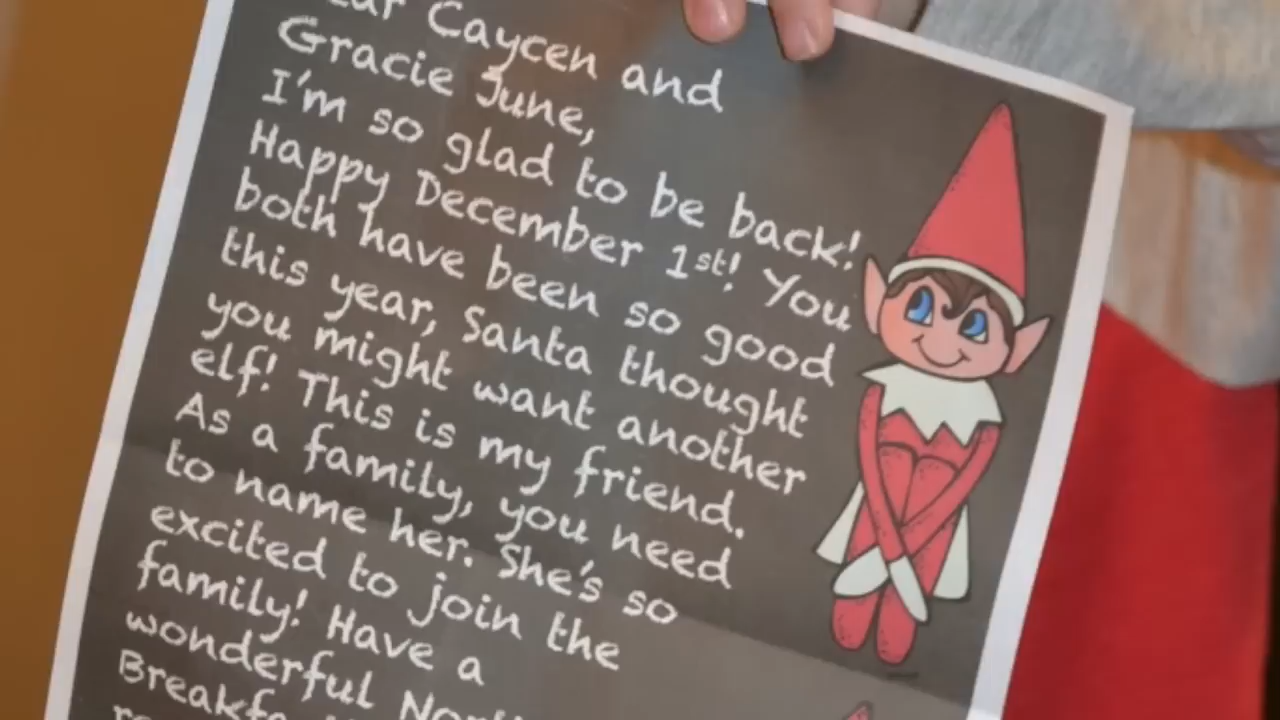 Caycen and
Gracie June,
I'm so glad to be back!
Happy December 1st! You
both have been so good
this year, Santa thought
you might want another
elf! This is my friend.
As a family, you need
to name her. She's so
excited to join the
family! Have a
wonderful